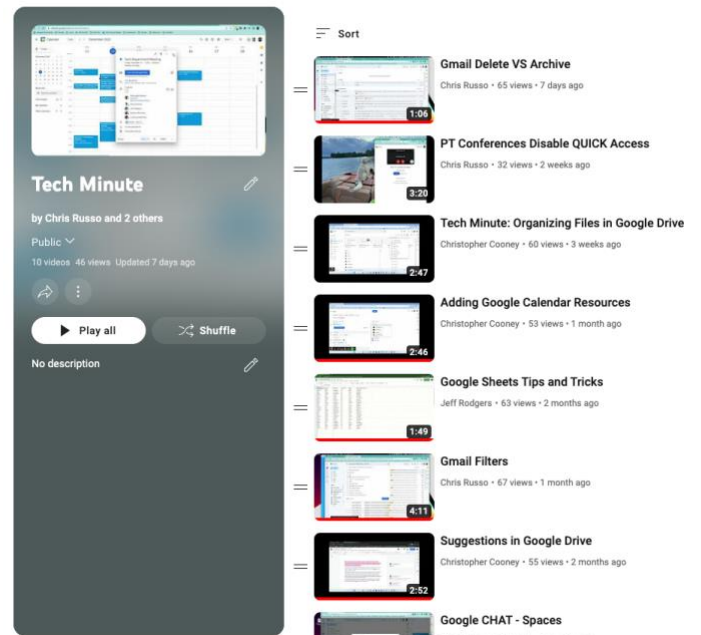 Tech Minute
by Chris Russo and 2 others
Public
10 videos 46 views Updated 7 days ago
Play all
Shuffle
No description
Sort
Gmail Delete VS Archive
Chris Russo • 65 views • 7 days ago
1:06
PT Conferences Disable QUICK Access
Chris Russo • 32 views • 2 weeks ago
3:20
Tech Minute: Organizing Files in Google Drive
Christopher Cooney • 60 views • 3 weeks ago
2:47
Adding Google Calendar Resources
Christopher Cooney • 53 views • 1 month ago
2:46
Google Sheets Tips and Tricks
Jeff Rodgers • 63 views • 2 months ago
1:49
Gmail Filters
Chris Russo • 67 views • 1 month ago
4:11
Suggestions in Google Drive
Christopher Cooney • 55 views • 2 months ago
2:52
Google CHAT - Spaces